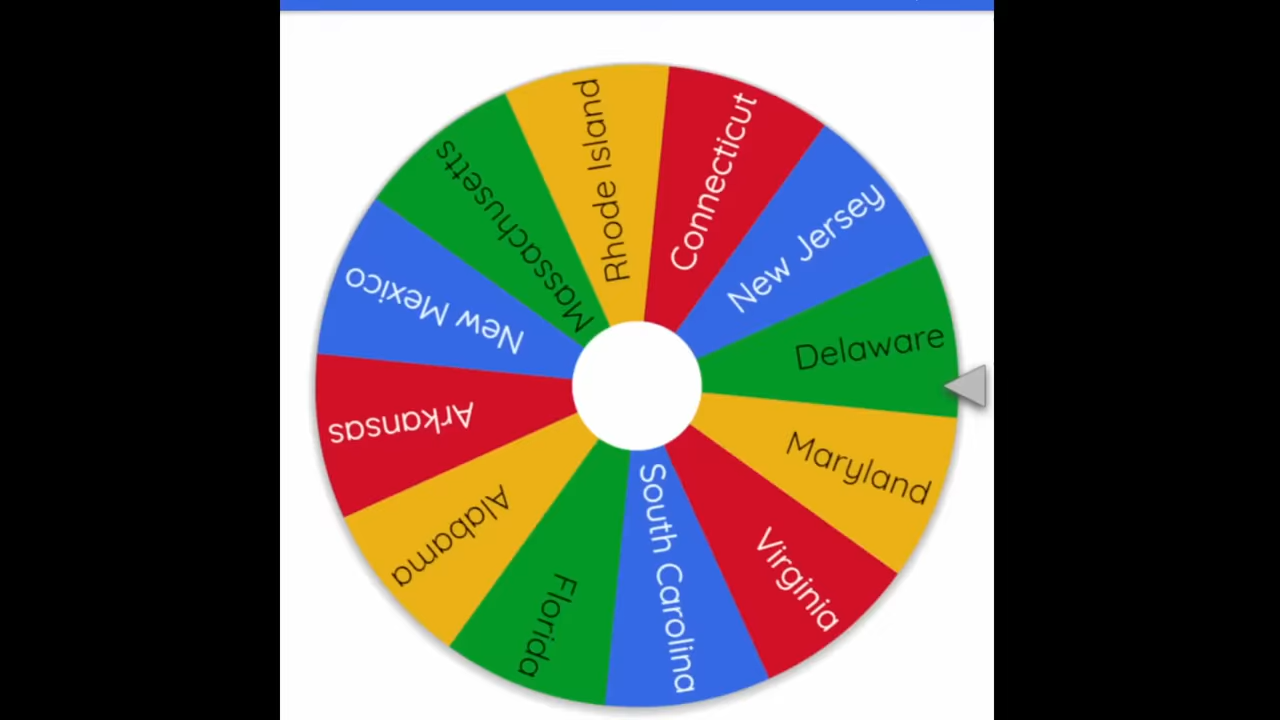 Rhode Island
Connecticut
New Jersey
Delaware
Maryland
Virginia
South Carolina
Florida
Alabama
Arkansas
New Mexico
Massachusetts